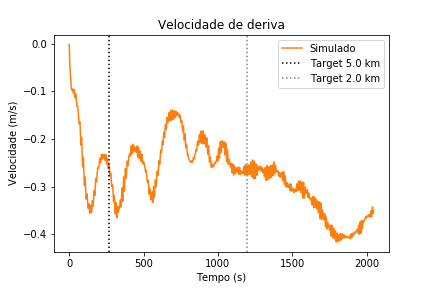 Velocidade de deriva
Simulado
Target 5.0 km
Target 2.0 km
Velocidade (m/s)
0.0
−0.1
−0.2
−0.3
−0.4
0
500
1000
1500
2000
Tempo (s)